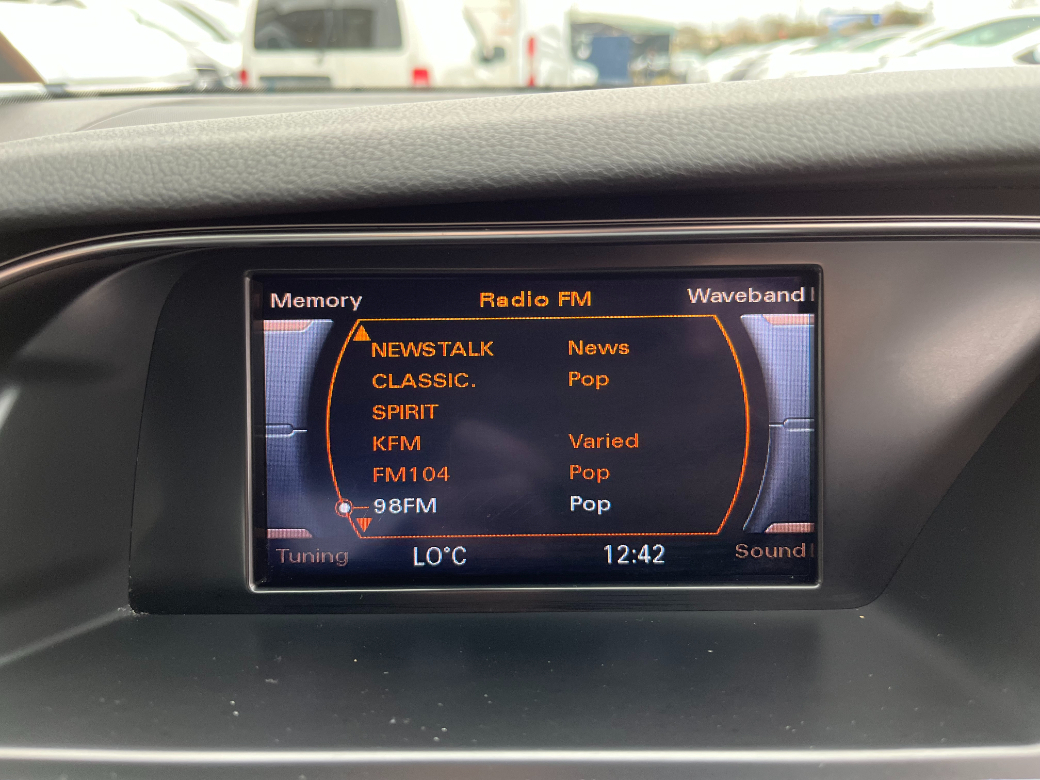 Memory Radio FM Waveband
NEWSTALK News
CLASSIC. Pop
SPIRIT
KFM Varied
FM104 Pop
98FM Pop
Tuning LO°C 12:42 Sound